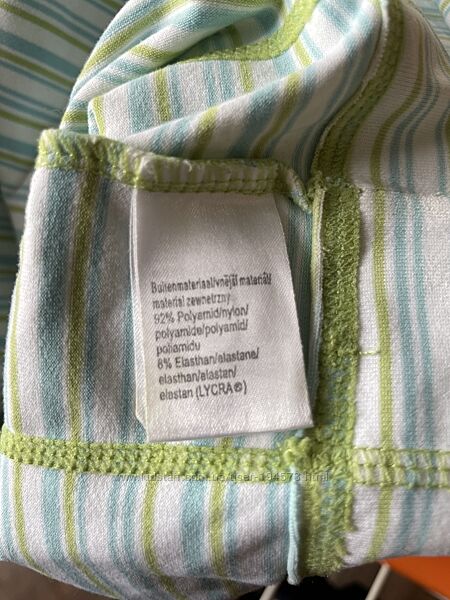 Buitenmateriaal/vnější materiál/
materiał zewnętrzny
92% Polyamid/nylon/
polyamide/polyamid/
poliamidu
8% Elasthan/elastane/
elasthan/elastan/
elastan (LYCRA®)